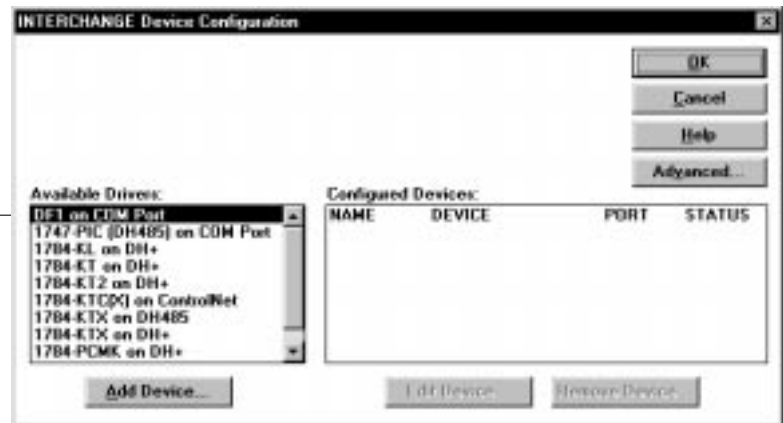 INTERCHANGE Device Configuration
OK
Cancel
Help
Advanced...
Available Drivers:
DF1 on COM Port
1747-PIC (DH485) on COM Port
1784-KL on DH+
1784-KT on DH+
1784-KT2 on DH+
1784-KTC(X) on ControlNet
1784-KTX on DH485
1784-KTX on DH+
1784-PCMK on DH+
Configured Devices:
NAME DEVICE PORT STATUS
Add Device...
Edit Device...
Remove Device...